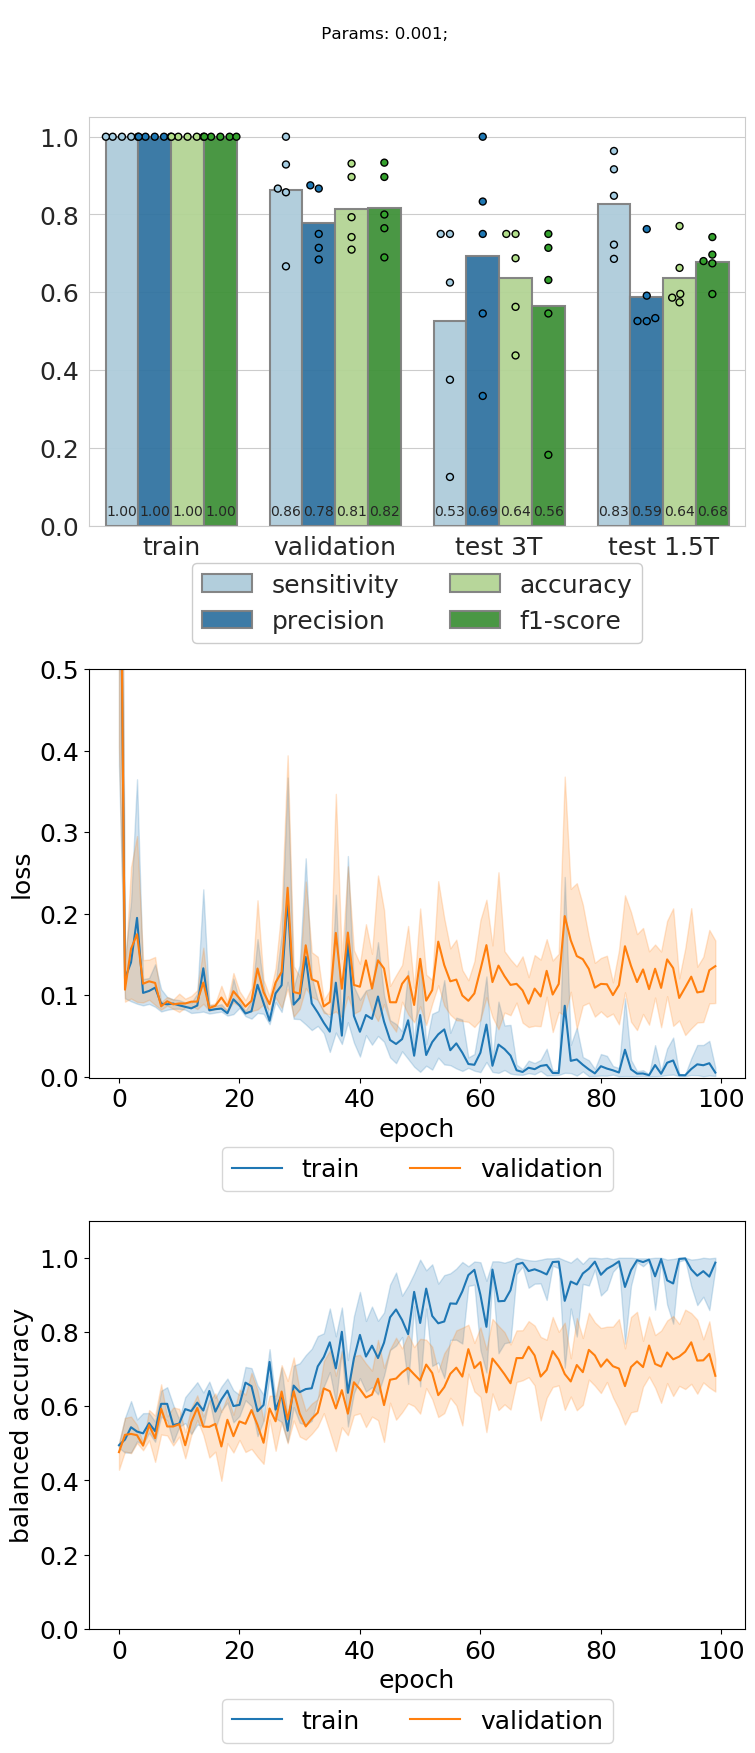 Params: 0.001;
1.0
0.8
0.6
0.4
0.2
0.0
1.00 1.00 1.00 1.00 0.86 0.78 0.81 0.82 0.53 0.69 0.64 0.56 0.83 0.59 0.64 0.68
train validation test 3T test 1.5T
sensitivity accuracy
precision f1-score
0.5
0.4
0.3
0.2
0.1
0.0
loss
0 20 40 60 80 100
epoch
train validation
1.0
0.8
0.6
0.4
0.2
0.0
balanced accuracy
0 20 40 60 80 100
epoch
train validation